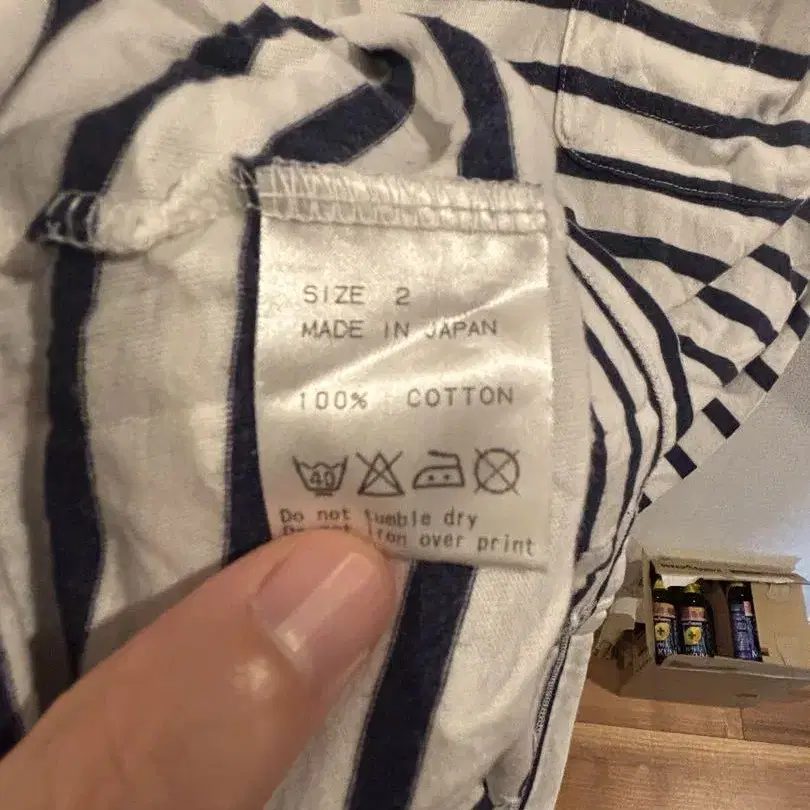 SIZE 2
MADE IN JAPAN
100% COTTON
40
Do not tumble dry
iron over print